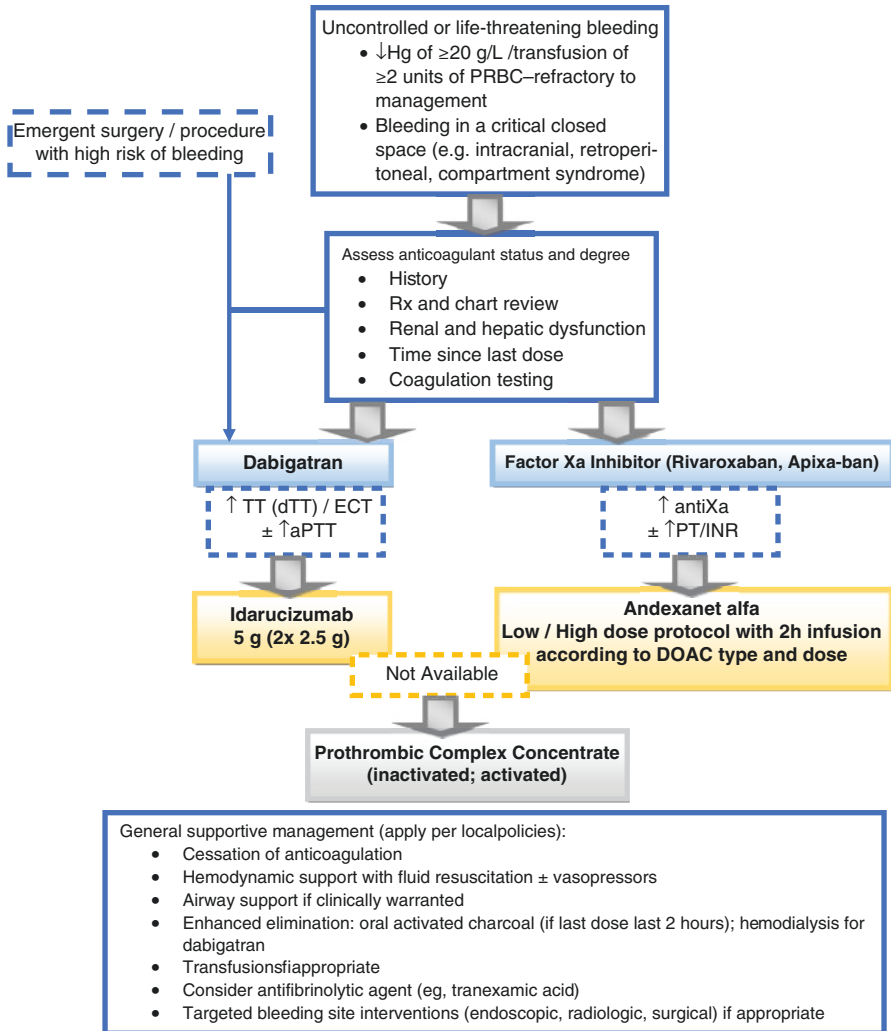 Uncontrolled or life-threatening bleeding
• ↓Hg of ≥20 g/L /transfusion of
≥2 units of PRBC–refractory to
management
• Bleeding in a critical closed
space (e.g. intracranial, retroperi-
toneal, compartment syndrome)
Emergent surgery / procedure
with high risk of bleeding
Assess anticoagulant status and degree
• History
• Rx and chart review
• Renal and hepatic dysfunction
• Time since last dose
• Coagulation testing
Dabigatran
Factor Xa Inhibitor (Rivaroxaban, Apixa-ban)
↑ TT (dTT) / ECT
± ↑aPTT
↑ antiXa
± ↑PT/INR
Idarucizumab
5 g (2x 2.5 g)
Andexanet alfa
Low / High dose protocol with 2h infusion
according to DOAC type and dose
Not Available
Prothrombic Complex Concentrate
(inactivated; activated)
General supportive management (apply per localpolicies):
• Cessation of anticoagulation
• Hemodynamic support with fluid resuscitation ± vasopressors
• Airway support if clinically warranted
• Enhanced elimination: oral activated charcoal (if last dose last 2 hours); hemodialysis for
dabigatran
• Transfusionsfiappropriate
• Consider antifibrinolytic agent (eg, tranexamic acid)
• Targeted bleeding site interventions (endoscopic, radiologic, surgical) if appropriate